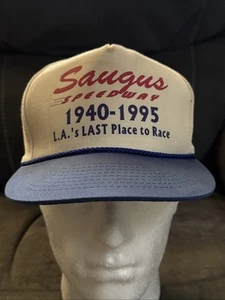 Saugus
SPEEDWAY
1940-1995
L.A.'s LAST Place to Race